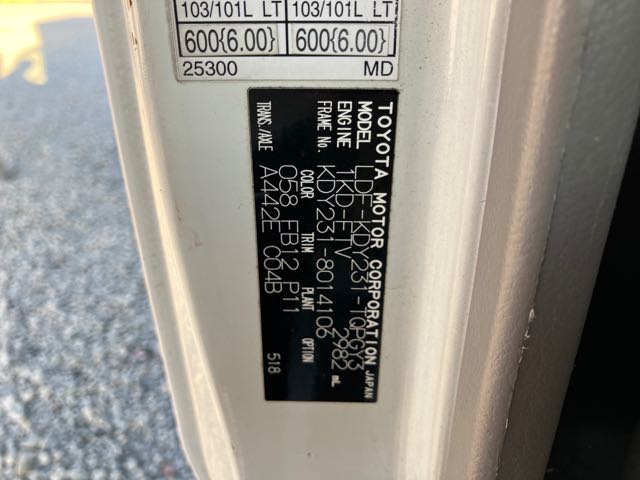 103/101L LT 103/101L LT
600{6.00} 600{6.00}
25300 MD
TOYOTA MOTOR CORPORATION JAPAN
MODEL LDF-KDY231-TQPGY3
ENGINE 1KD-FTV 2982 mL
FRAME No. KDY231-8014106
COLOR TRIM PLANT OPTION
058 FB12 P11
TRANS./AXLE A442E C04B
518